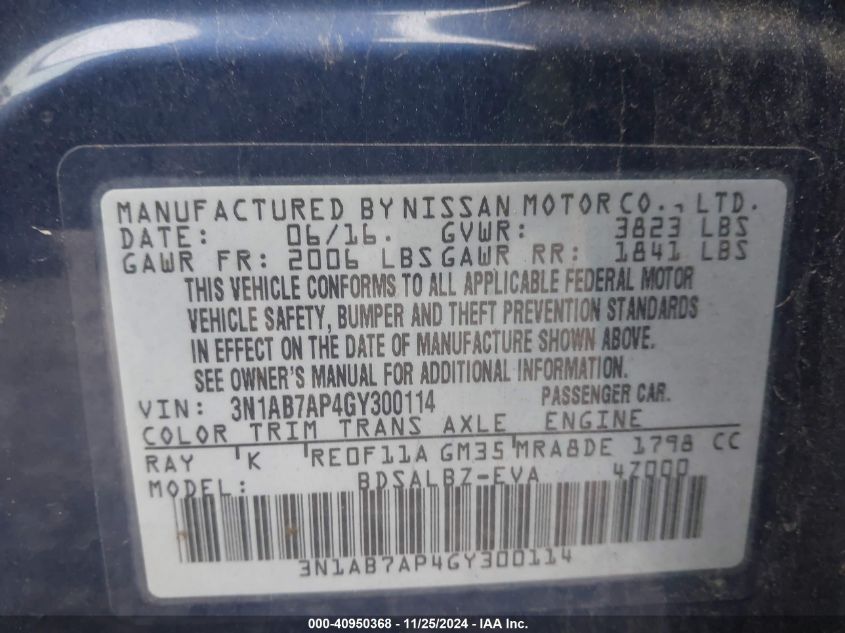 MANUFACTURED BY NISSAN MOTOR CO., LTD.
DATE: 06/16. GVWR: 3823 LBS
GAWR FR: 2006 LBS GAWR RR: 1841 LBS
THIS VEHICLE CONFORMS TO ALL APPLICABLE FEDERAL MOTOR
VEHICLE SAFETY, BUMPER AND THEFT PREVENTION STANDARDS
IN EFFECT ON THE DATE OF MANUFACTURE SHOWN ABOVE.
SEE OWNER'S MANUAL FOR ADDITIONAL INFORMATION.
VIN: 3N1AB7AP4GY300114 PASSENGER CAR.
COLOR TRIM TRANS AXLE ENGINE
RAY 'K 'RE0F11A GM35'MRA8DE 1798 CC
MODEL: BDSALBZ-EVA 4Z000
3N1AB7AP4GY300114
000-40950368 - 11/25/2024 - IAAI Inc.